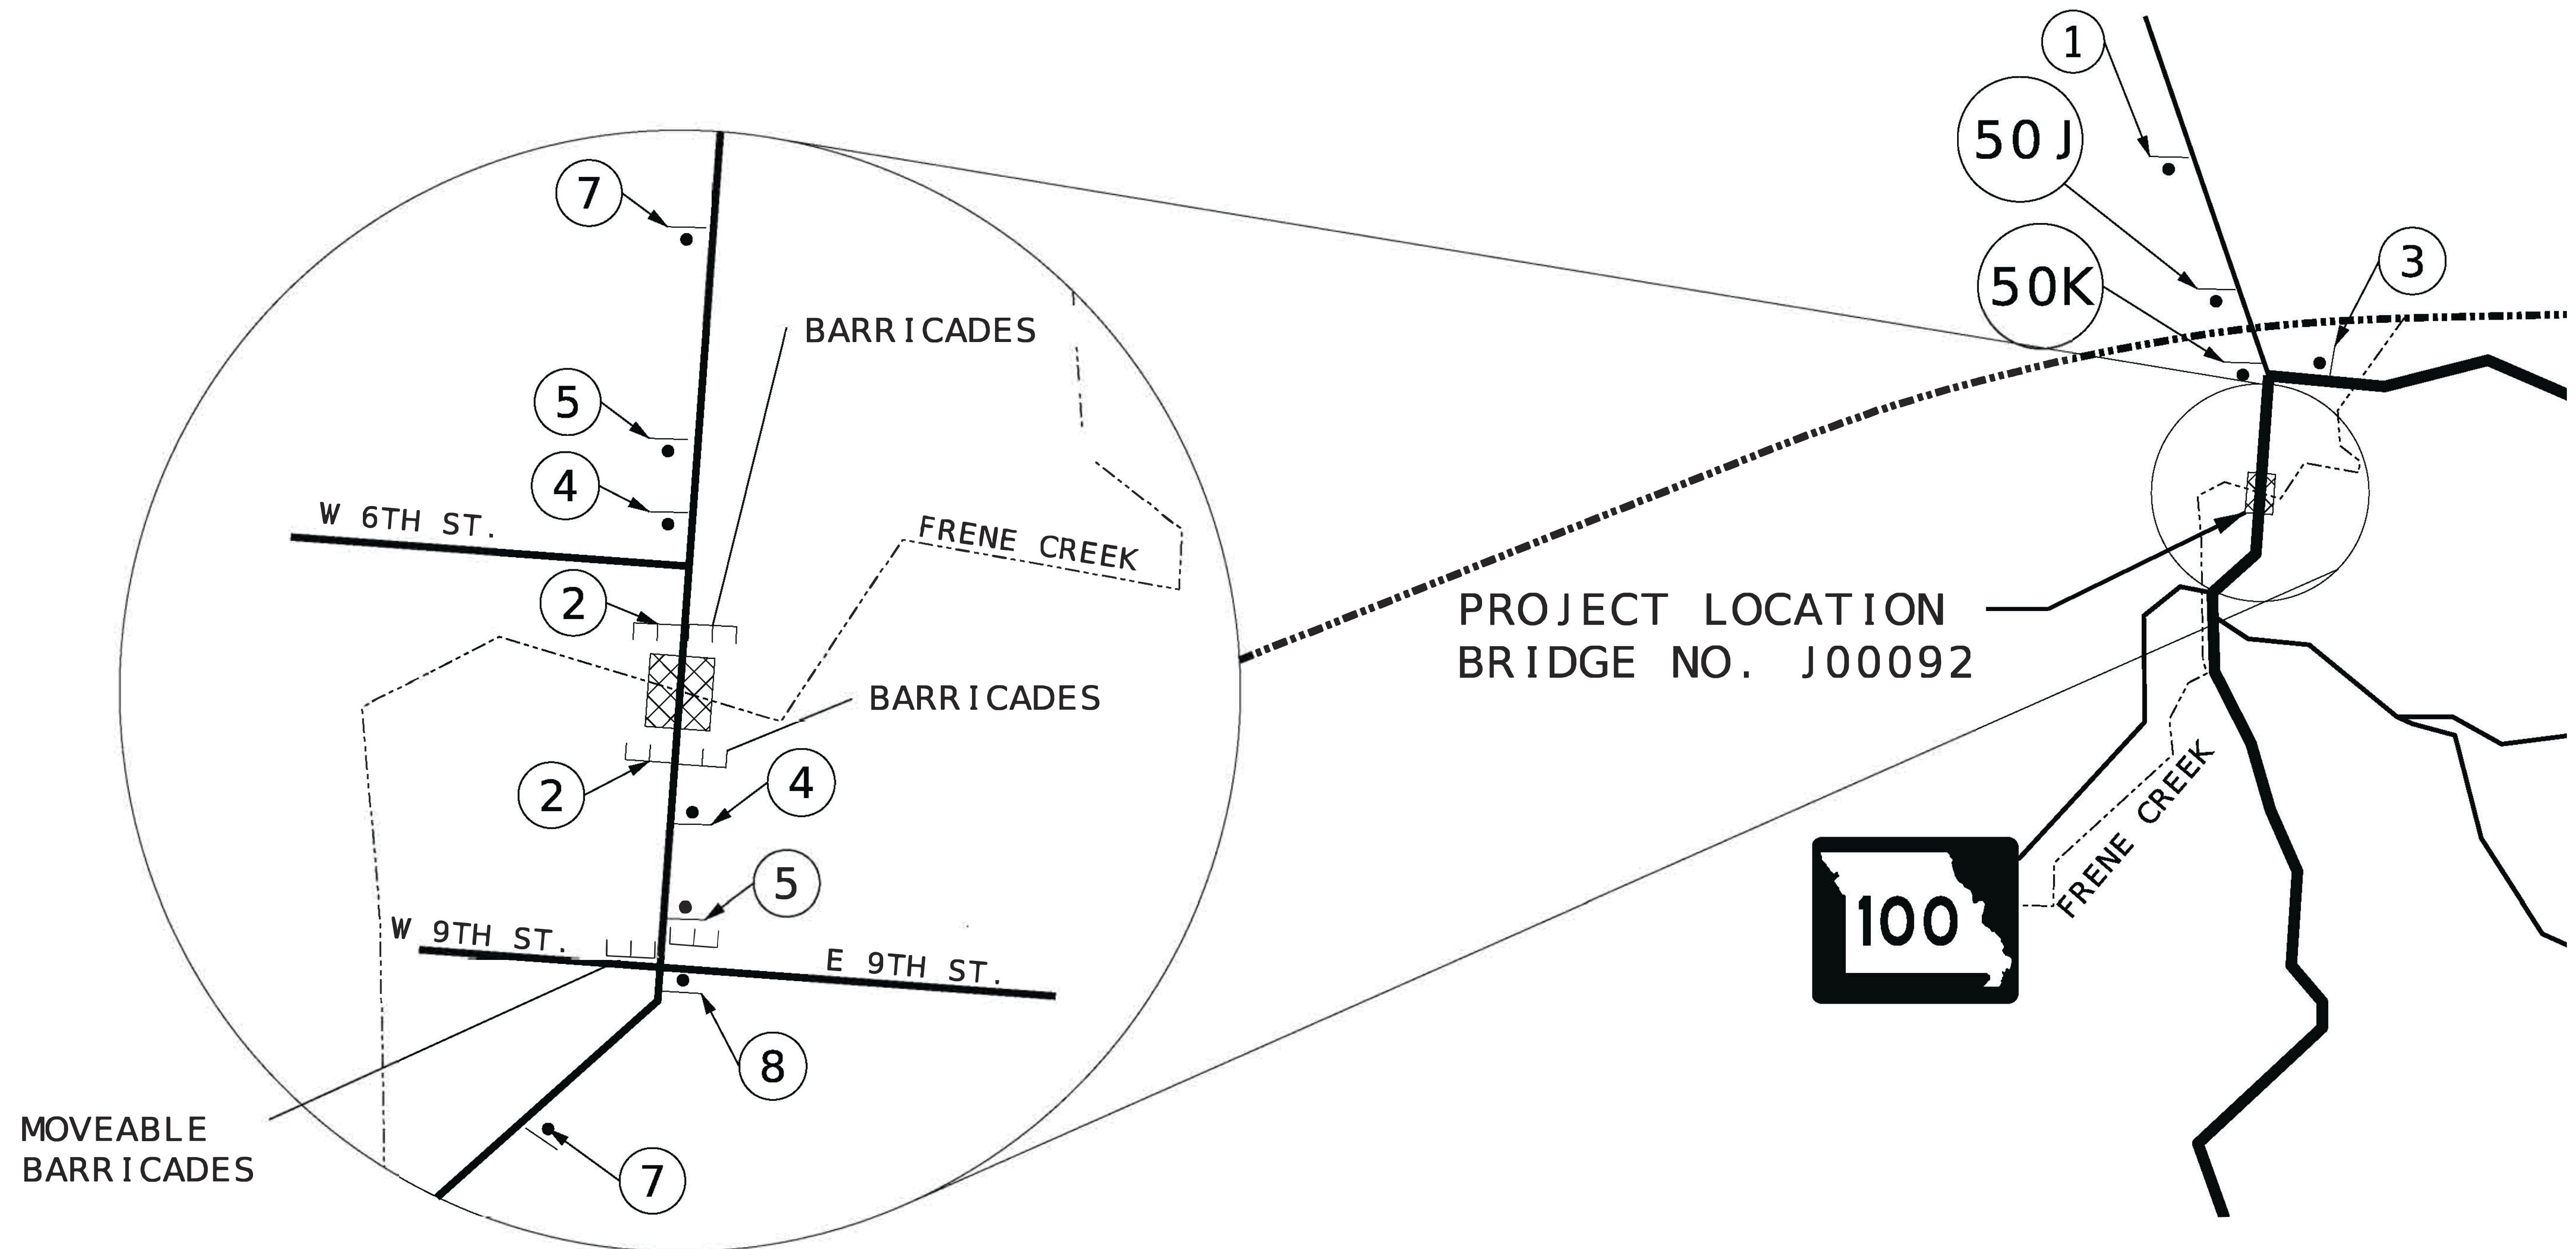 1
50J
7
50K
3
BARRICADES
5
4
W 6TH ST.
FRENE CREEK
2
PROJECT LOCATION
BRIDGE NO. J00092
BARRICADES
2
4
FRENE CREEK
5
100
W 9TH ST.
E 9TH ST.
8
MOVEABLE
BARRICADES
7